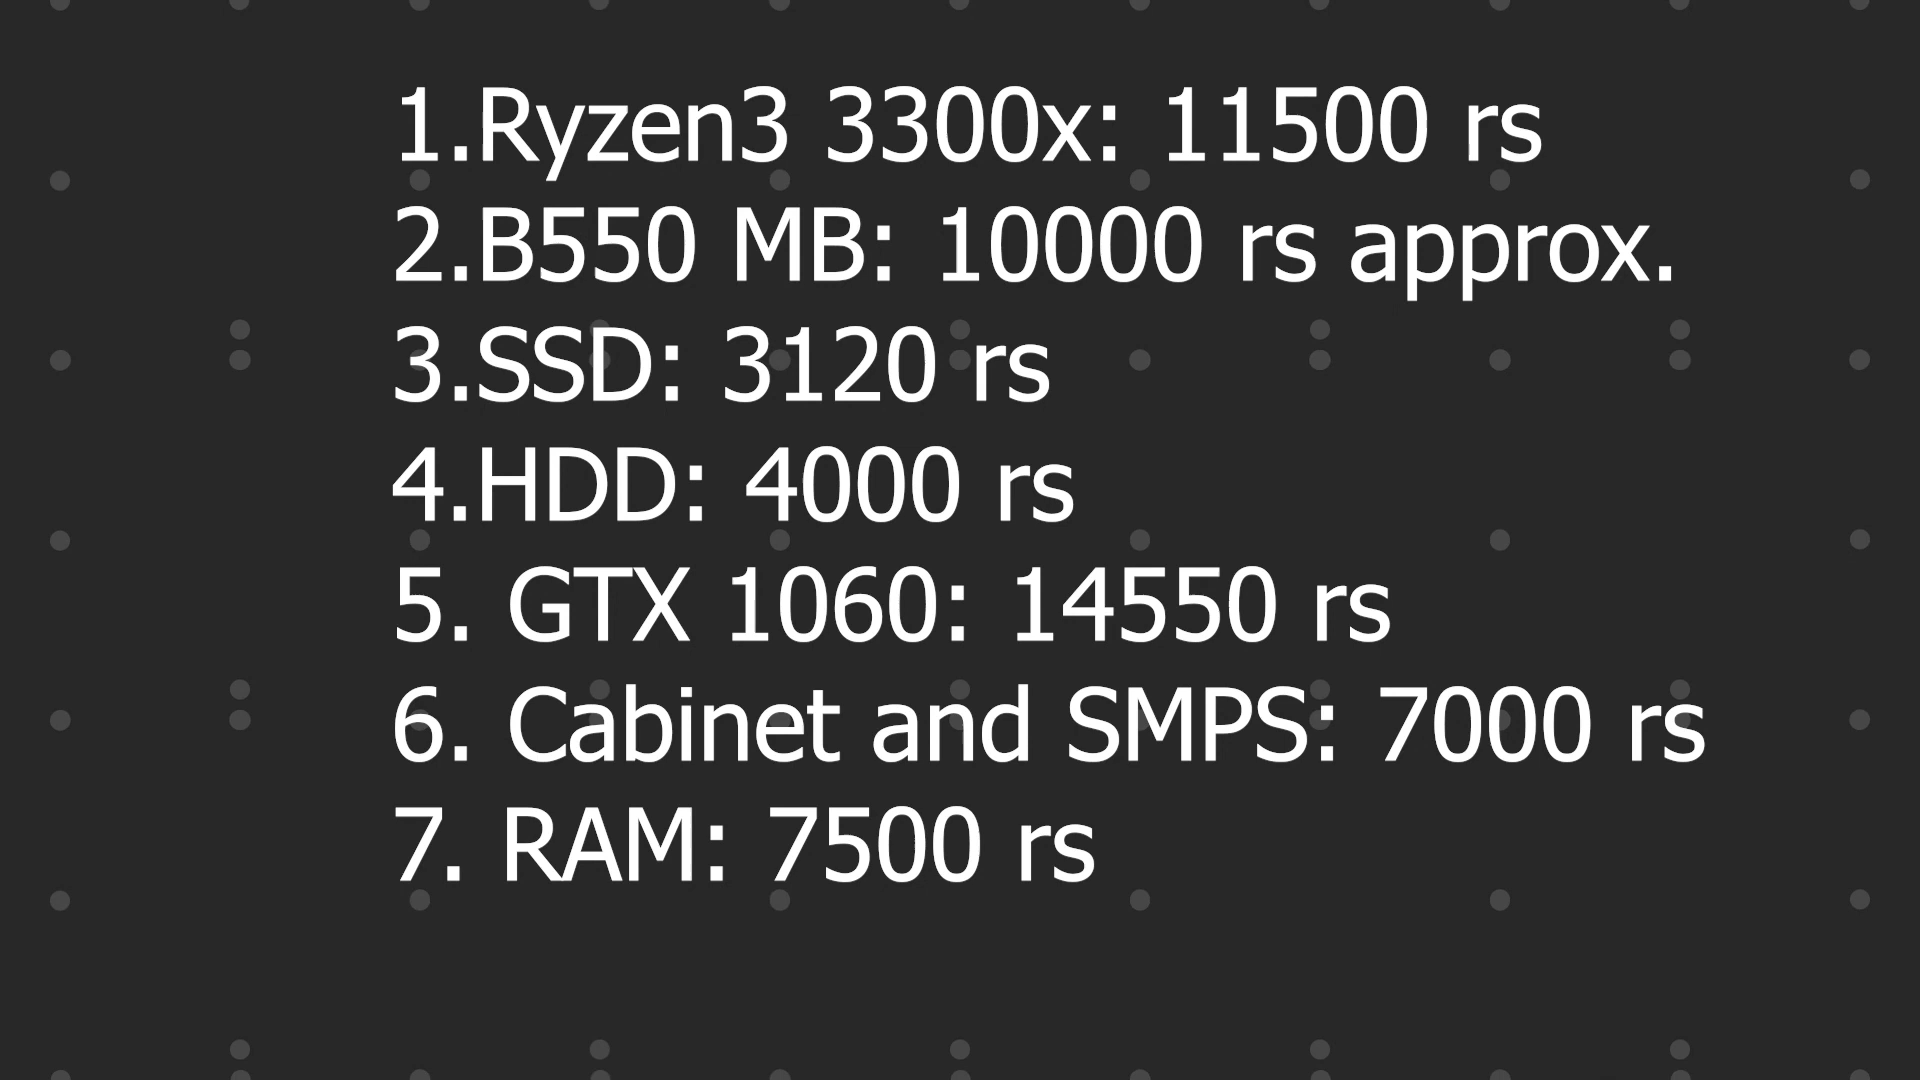 1.Ryzen3 3300x: 11500 rs
2.B550 MB: 10000 rs approx.
3.SSD: 3120 rs
4.HDD: 4000 rs
5. GTX 1060: 14550 rs
6. Cabinet and SMPS: 7000 rs
7. RAM: 7500 rs